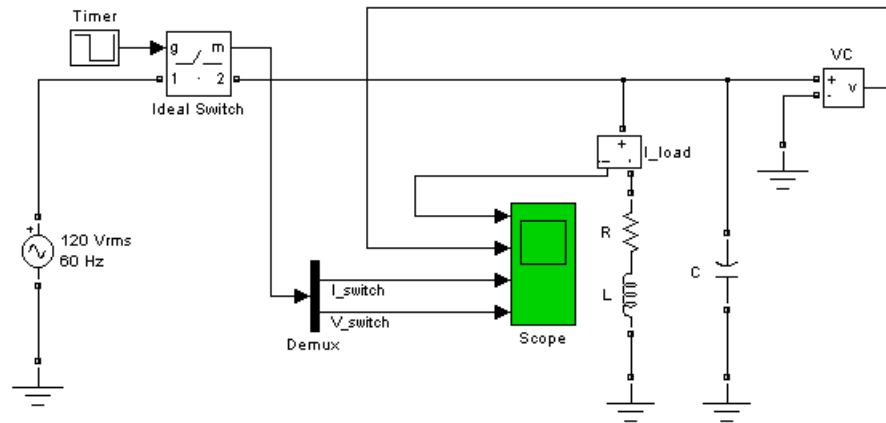 Timer
g m
1 2
Ideal Switch
VC
+
-
v
+
I_load
120 Vrms
60 Hz
+
R
L
C
I_switch
V_switch
Demux
Scope